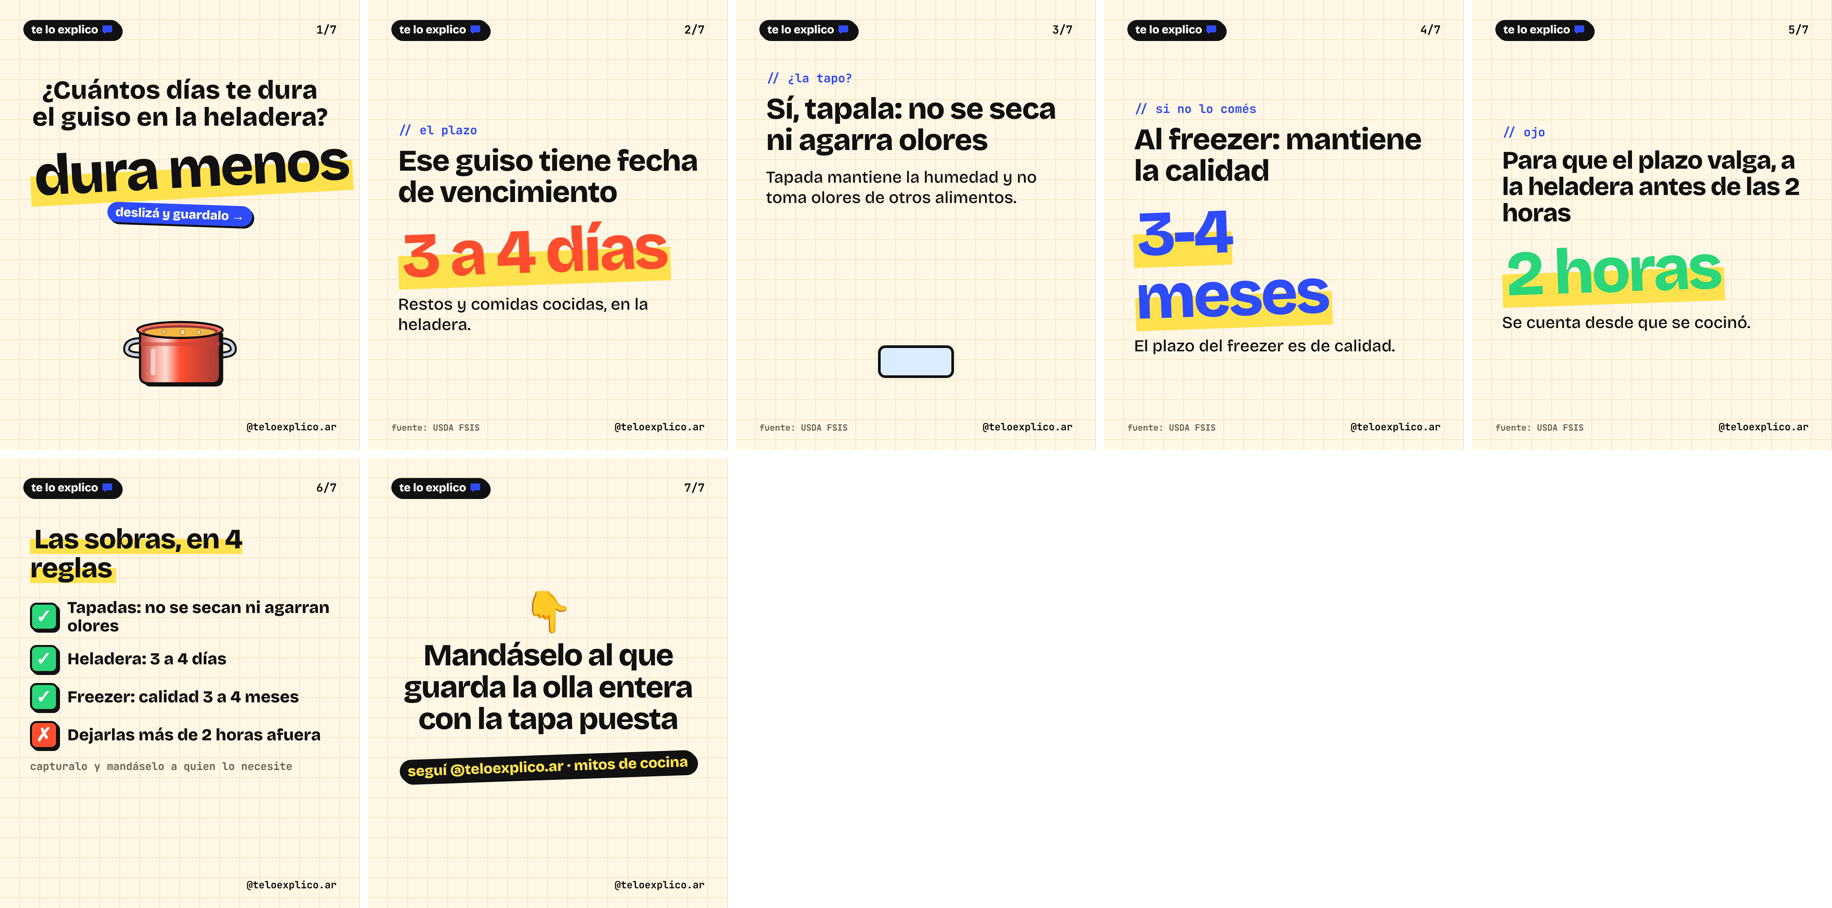 te lo explico
1/7
¿Cuántos días te dura
el guiso en la heladera?
dura menos
deslizá y guardalo →
@teloexplico.ar
te lo explico
2/7
// el plazo
Ese guiso tiene fecha
de vencimiento
3 a 4 días
Restos y comidas cocidas, en la
heladera.
fuente: USDA FSIS
@teloexplico.ar
te lo explico
3/7
// ¿la tapo?
Sí, tapala: no se seca
ni agarra olores
Tapada mantiene la humedad y no
toma olores de otros alimentos.
fuente: USDA FSIS
@teloexplico.ar
te lo explico
4/7
// si no lo comés
Al freezer: mantiene
la calidad
3-4
meses
El plazo del freezer es de calidad.
fuente: USDA FSIS
@teloexplico.ar
te lo explico
5/7
// ojo
Para que el plazo valga, a
la heladera antes de las 2
horas
2 horas
Se cuenta desde que se cocinó.
fuente: USDA FSIS
@teloexplico.ar
te lo explico
6/7
Las sobras, en 4
reglas
✓ Tapadas: no se secan ni agarran
olores
✓ Heladera: 3 a 4 días
✓ Freezer: calidad 3 a 4 meses
✗ Dejarlas más de 2 horas afuera
capturalo y mandáselo a quien lo necesite
@teloexplico.ar
te lo explico
7/7
Mandáselo al que
guarda la olla entera
con la tapa puesta
seguí @teloexplico.ar · mitos de cocina
@teloexplico.ar